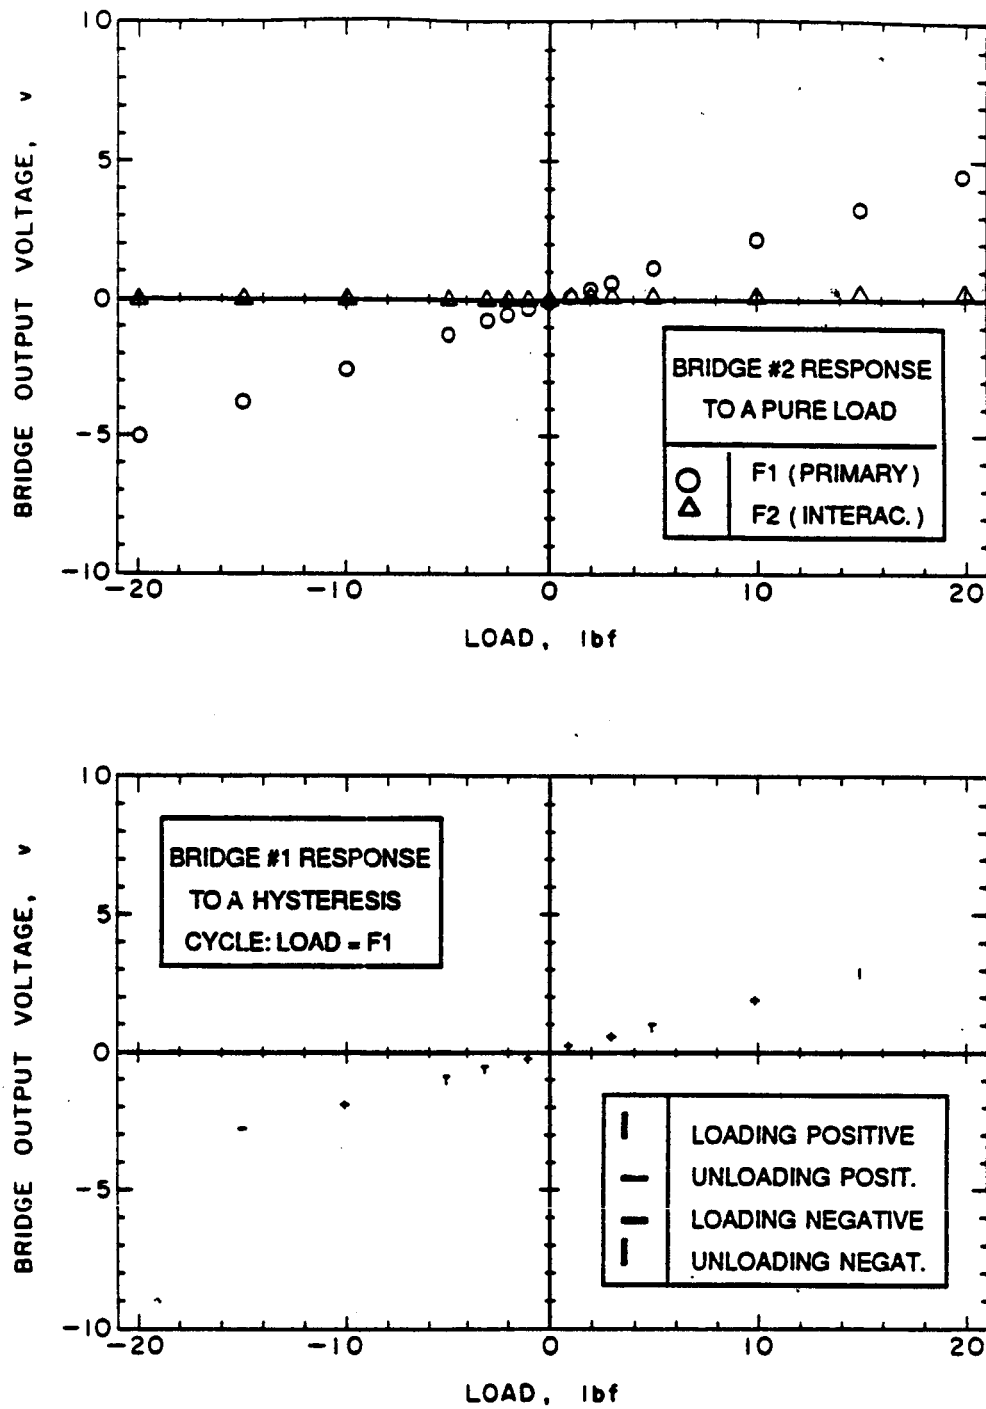 10
5
0
-5
-10
BRIDGE OUTPUT VOLTAGE, v
BRIDGE #2 RESPONSE
TO A PURE LOAD
F1 (PRIMARY)
F2 (INTERAC.)
-20 -10 0 10 20
LOAD, lbf
10
5
0
-5
-10
BRIDGE OUTPUT VOLTAGE, v
BRIDGE #1 RESPONSE
TO A HYSTERESIS
CYCLE: LOAD = F1
LOADING POSITIVE
UNLOADING POSIT.
LOADING NEGATIVE
UNLOADING NEGAT.
-20 -10 0 10 20
LOAD, lbf